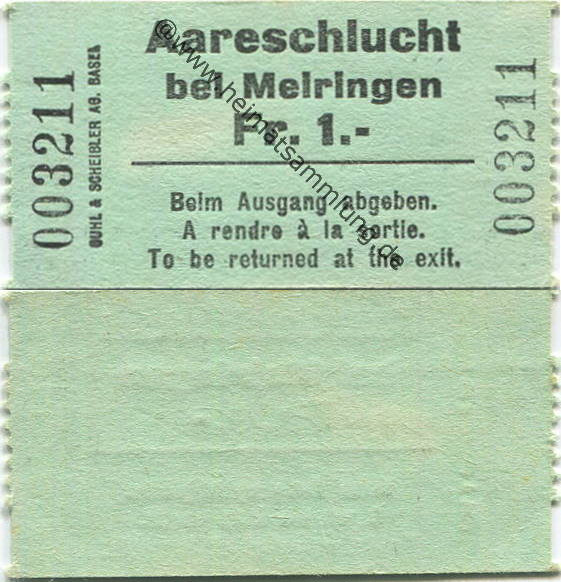 Aareschlucht
bei Meiringen
Fr. 1.-
Beim Ausgang abgeben.
A rendre à la sortie.
To be returned at the exit.
003211
GUHL & SCHEIBLER AG. BASEL
003211
@www.heimatsammlung.de